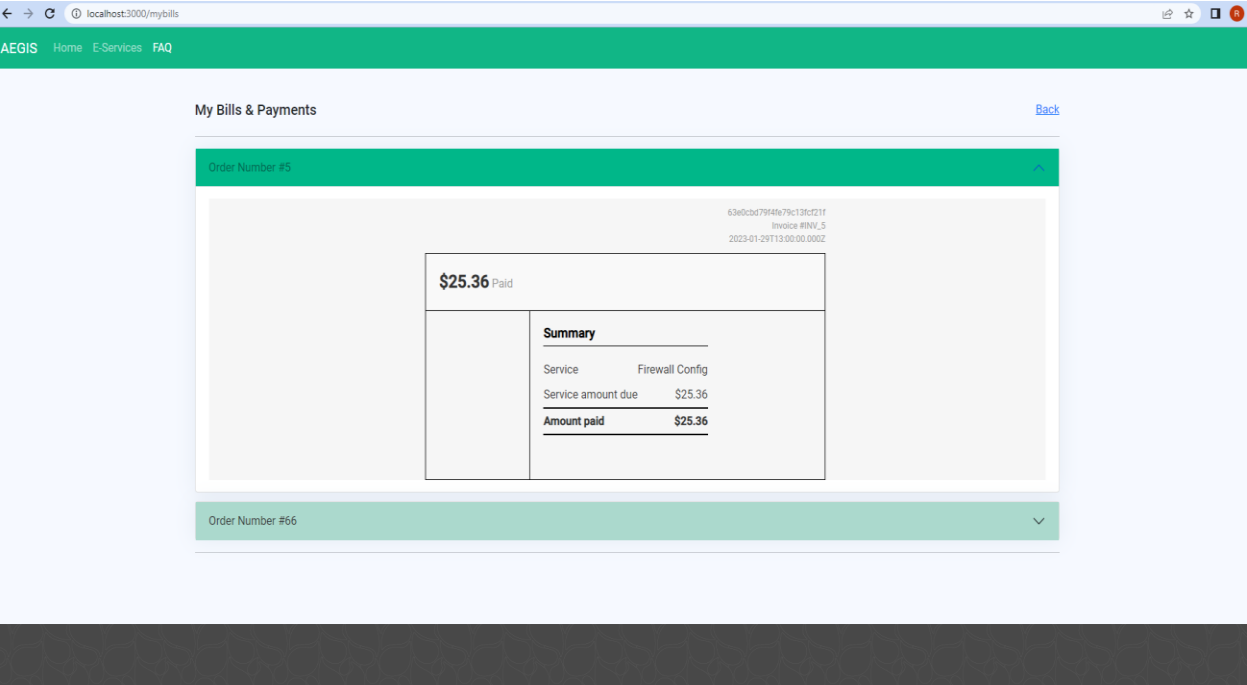 localhost:3000/mybills
R
AEGIS Home E-Services FAQ
My Bills & Payments Back
Order Number #5
63e0cbd79f4fe79c13fcf21f
Invoice #INV_5
2023-01-29T13:00:00.000Z
$25.36 Paid
Summary
Service Firewall Config
Service amount due $25.36
Amount paid $25.36
Order Number #66